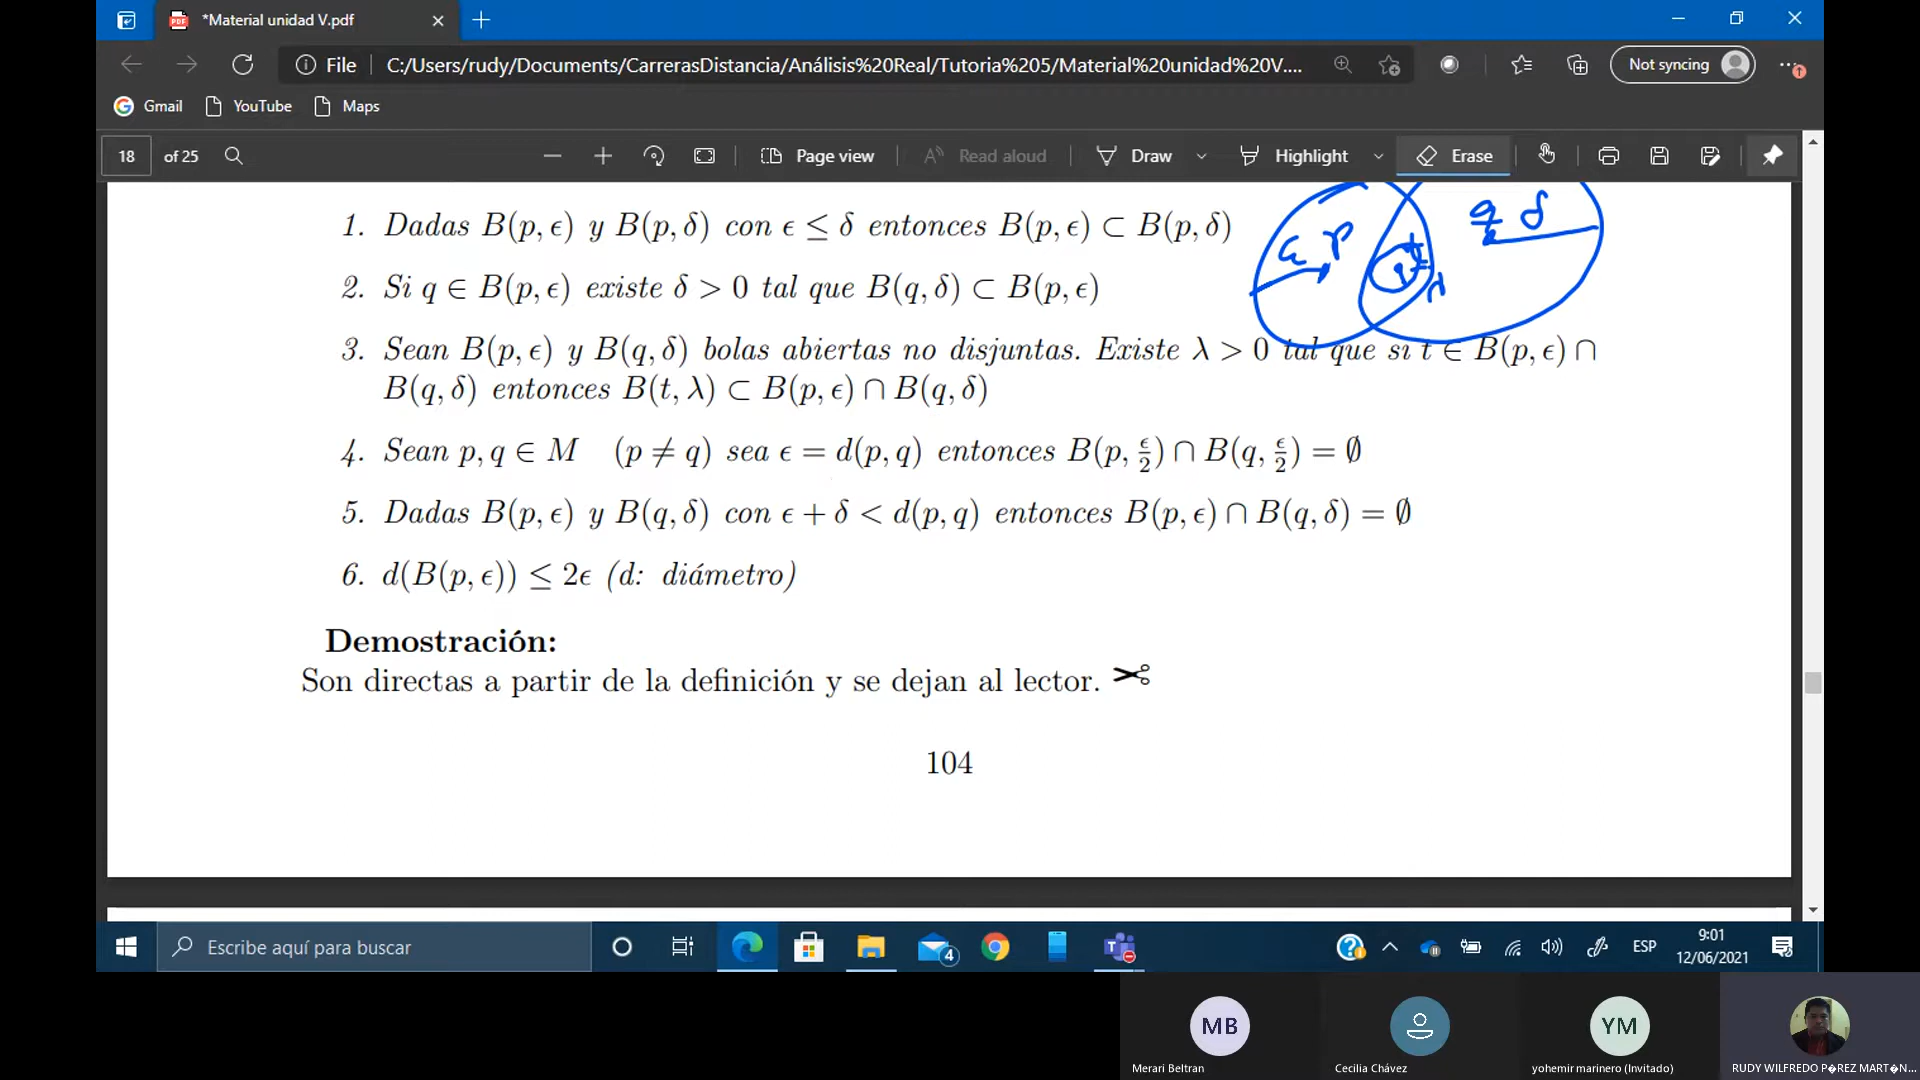 *Material unidad V.pdf
File | C:/Users/rudy/Documents/CarrerasDistancia/Análisis%20Real/Tutoria%205/Material%20unidad%20V....
Not syncing
Gmail YouTube Maps
18 of 25 Page view Read aloud Draw Highlight Erase
1. Dadas B(p, ϵ) y B(p, δ) con ϵ ≤ δ entonces B(p, ϵ) ⊂ B(p, δ)
2. Si q ∈ B(p, ϵ) existe δ > 0 tal que B(q, δ) ⊂ B(p, ϵ)
3. Sean B(p, ϵ) y B(q, δ) bolas abiertas no disjuntas. Existe λ > 0 tal que si t ∈ B(p, ϵ) ∩
B(q, δ) entonces B(t, λ) ⊂ B(p, ϵ) ∩ B(q, δ)
4. Sean p, q ∈ M (p ≠ q) sea ϵ = d(p, q) entonces B(p, ϵ/2) ∩ B(q, ϵ/2) = ∅
5. Dadas B(p, ϵ) y B(q, δ) con ϵ + δ < d(p, q) entonces B(p, ϵ) ∩ B(q, δ) = ∅
6. d(B(p, ϵ)) ≤ 2ϵ (d: diámetro)
Demostración:
Son directas a partir de la definición y se dejan al lector.
104
Escribe aquí para buscar
4
ESP
9:01
12/06/2021
MB
YM
Merari Beltran
Cecilia Chávez
yohemir marinero (Invitado)
RUDY WILFREDO P�REZ MART�N...